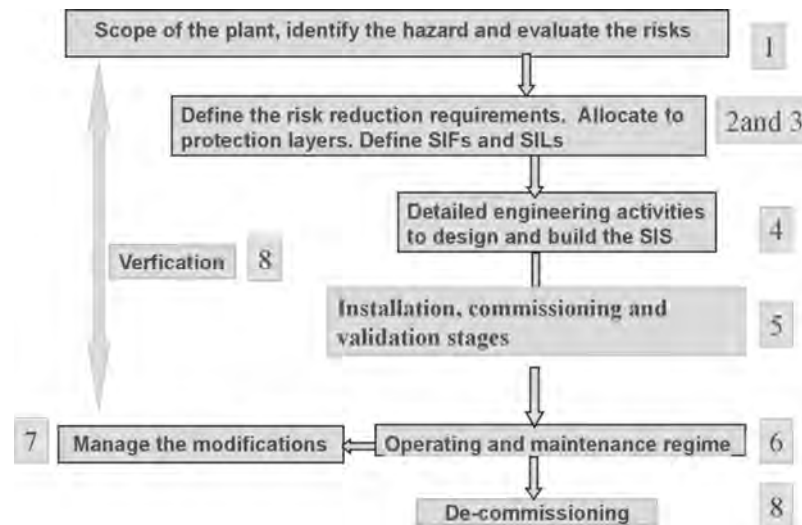 Scope of the plant, identify the hazard and evaluate the risks
1
Define the risk reduction requirements. Allocate to
protection layers. Define SIFs and SILs
2and 3
Detailed engineering activities
to design and build the SIS
4
Verfication
8
Installation, commissioning and
validation stages
5
7
Manage the modifications
Operating and maintenance regime
6
De-commissioning
8